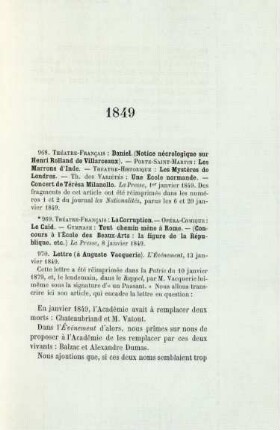 1849
968. THÉATRE-FRANÇAIS : Daniel. (Notice nécrologique sur
Henri Rolland de Villarceaux). — PORTE-SAINT-MARTIN : Les
Marrons d'Inde. — THÉATRE-HISTORIQUE : Les Mystères de
Londres. — TH. DES VARIÉTÉS : Une École normande. —
Concert de Térésa Milanollo. La Presse, 1er janvier 1849. Des
fragments de cet article ont été réimprimés dans les numé-
ros 1 et 2 du journal les Nationalités, parus les 6 et 20 jan-
vier 1849.
* 969. THÉATRE-FRANÇAIS : La Corruption. — OPÉRA-COMIQUE :
Le Caïd. — GYMNASE : Tout chemin mène à Rome. — (Con-
cours à l'École des Beaux-Arts : la figure de la Répu-
blique, etc.) La Presse, 8 janvier 1849.
970. Lettre (à Auguste Vacquerie). L'Événement, 13 jan-
vier 1849.
Cette lettre a été réimprimée dans la Patrie du 10 janvier
1879, et, le lendemain, dans le Rappel, par M. Vacquerie lui-
même sous la signature d'« un Passant. » Nous allons trans-
crire ici son article, qui encadre la lettre en question :
En janvier 1849, l'Académie avait à remplacer deux
morts : Chateaubriand et M. Vatout.
Dans l'Événement d'alors, nous primes sur nous de
proposer à l'Académie de les remplacer par ces deux
vivants : Balzac et Alexandre Dumas.
Nous ajoutions que, si ces deux noms semblaient trop